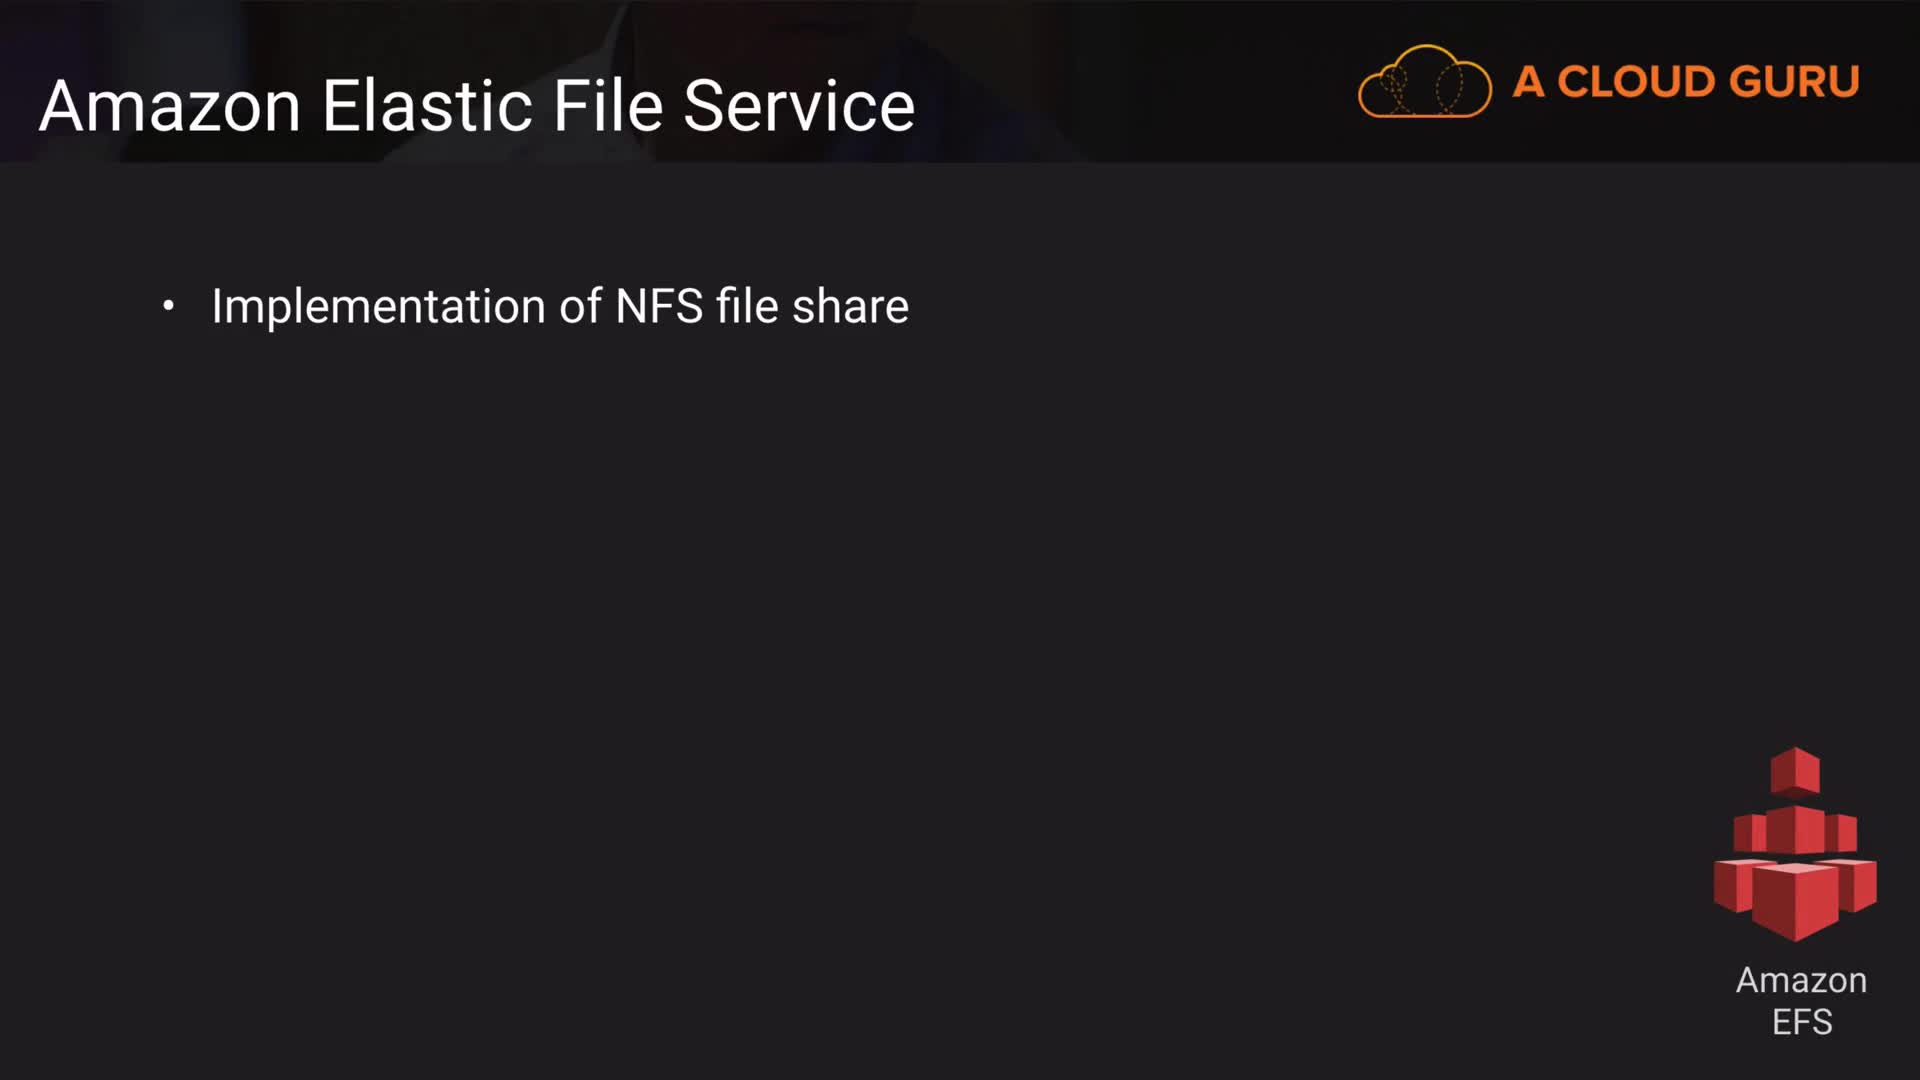 Amazon Elastic File Service
A CLOUD GURU
• Implementation of NFS file share
Amazon
EFS